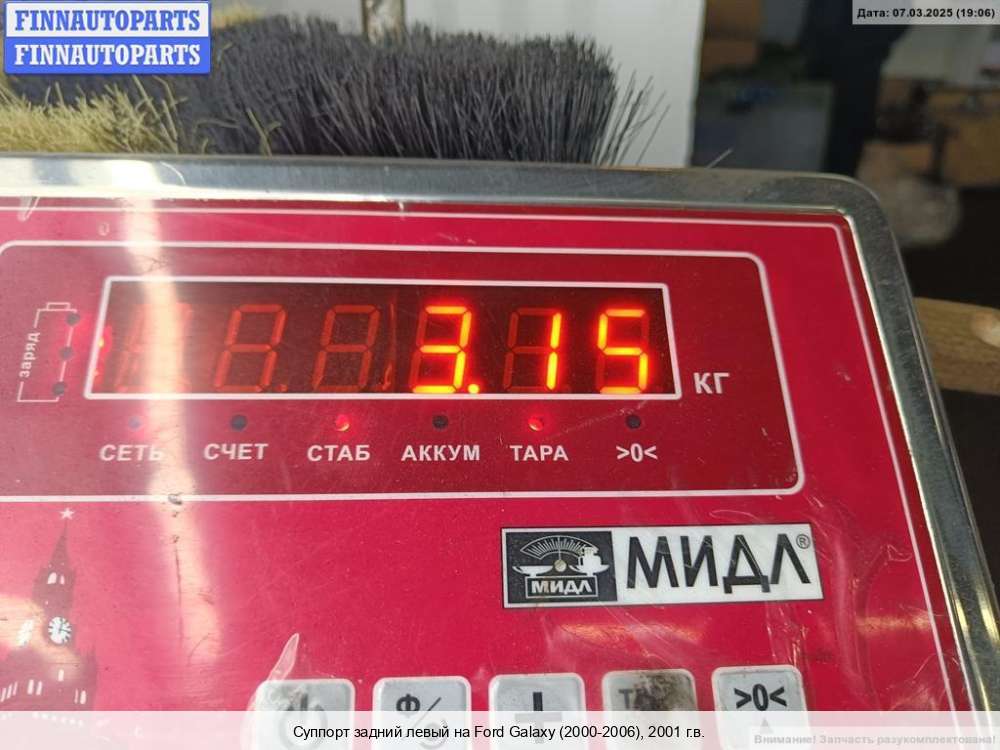 FINNAUTOPARTS
FINNAUTOPARTS
Дата: 07.03.2025 (19:06)
заряд
3.15
КГ
СЕТЬ СЧЕТ СТАБ АККУМ ТАРА >0<
МИДЛ МИДЛ®
Ф/ + >0<
Суппорт задний левый на Ford Galaxy (2000-2006), 2001 г.в.
Внимание! Запчасть разукомплектована!